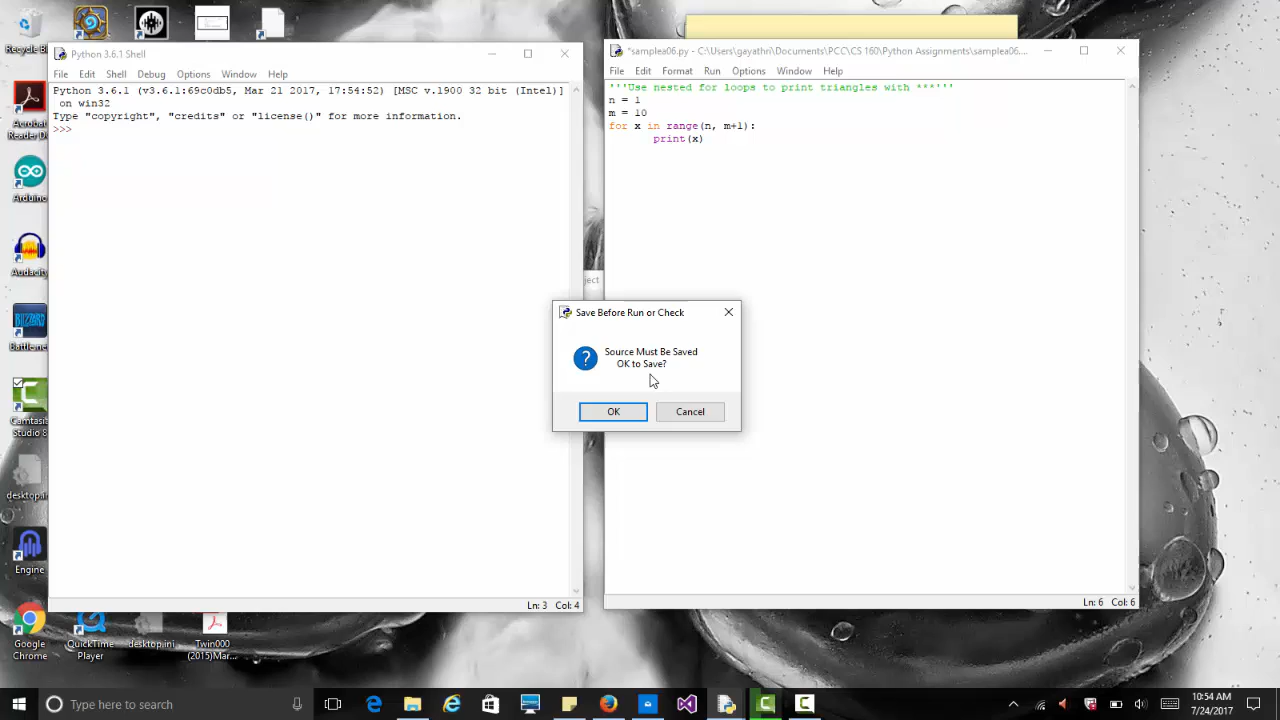 Recycle B
Acrobat
Reader D
Arduino
Audacity
Battle.net
Camtasia
Studio 8
desktop.in
Engine
Google
Chrome
QuickTime
Player
desktop.ini
Twin000
(2015)Mar...
Python 3.6.1 Shell
File Edit Shell Debug Options Window Help
Python 3.6.1 (v3.6.1:69c0db5, Mar 21 2017, 17:54:52) [MSC v.1900 32 bit (Intel)]
on win32
Type "copyright", "credits" or "license()" for more information.
>>>
Ln: 3 Col: 4
ject
*samplea06.py - C:\Users\gayathri\Documents\PCC\CS 160\Python Assignments\samplea06....
File Edit Format Run Options Window Help
'''Use nested for loops to print triangles with ***'''
n = 1
m = 10
for x in range(n, m+1):
print(x)
Ln: 6 Col: 6
Save Before Run or Check
Source Must Be Saved
OK to Save?
OK Cancel
Type here to search
10:54 AM
7/24/2017